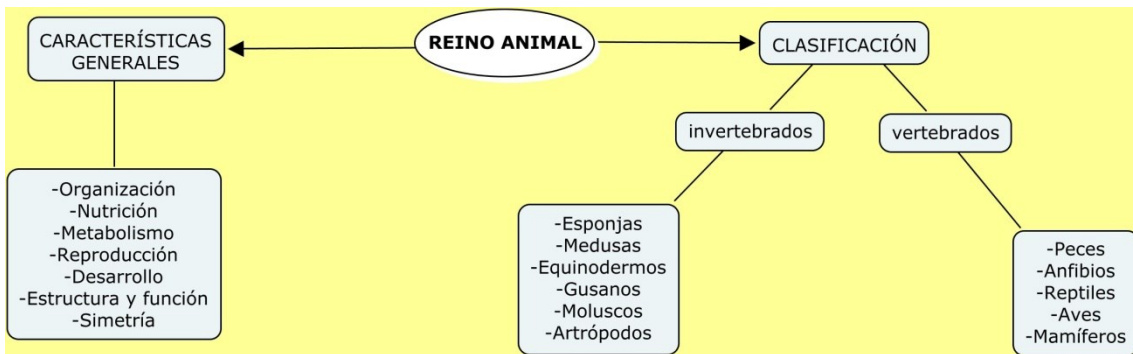 REINO ANIMAL
CARACTERÍSTICAS
GENERALES
-Organización
-Nutrición
-Metabolismo
-Reproducción
-Desarrollo
-Estructura y función
-Simetría
CLASIFICACIÓN
invertebrados
-Esponjas
-Medusas
-Equinodermos
-Gusanos
-Moluscos
-Artrópodos
vertebrados
-Peces
-Anfibios
-Reptiles
-Aves
-Mamíferos